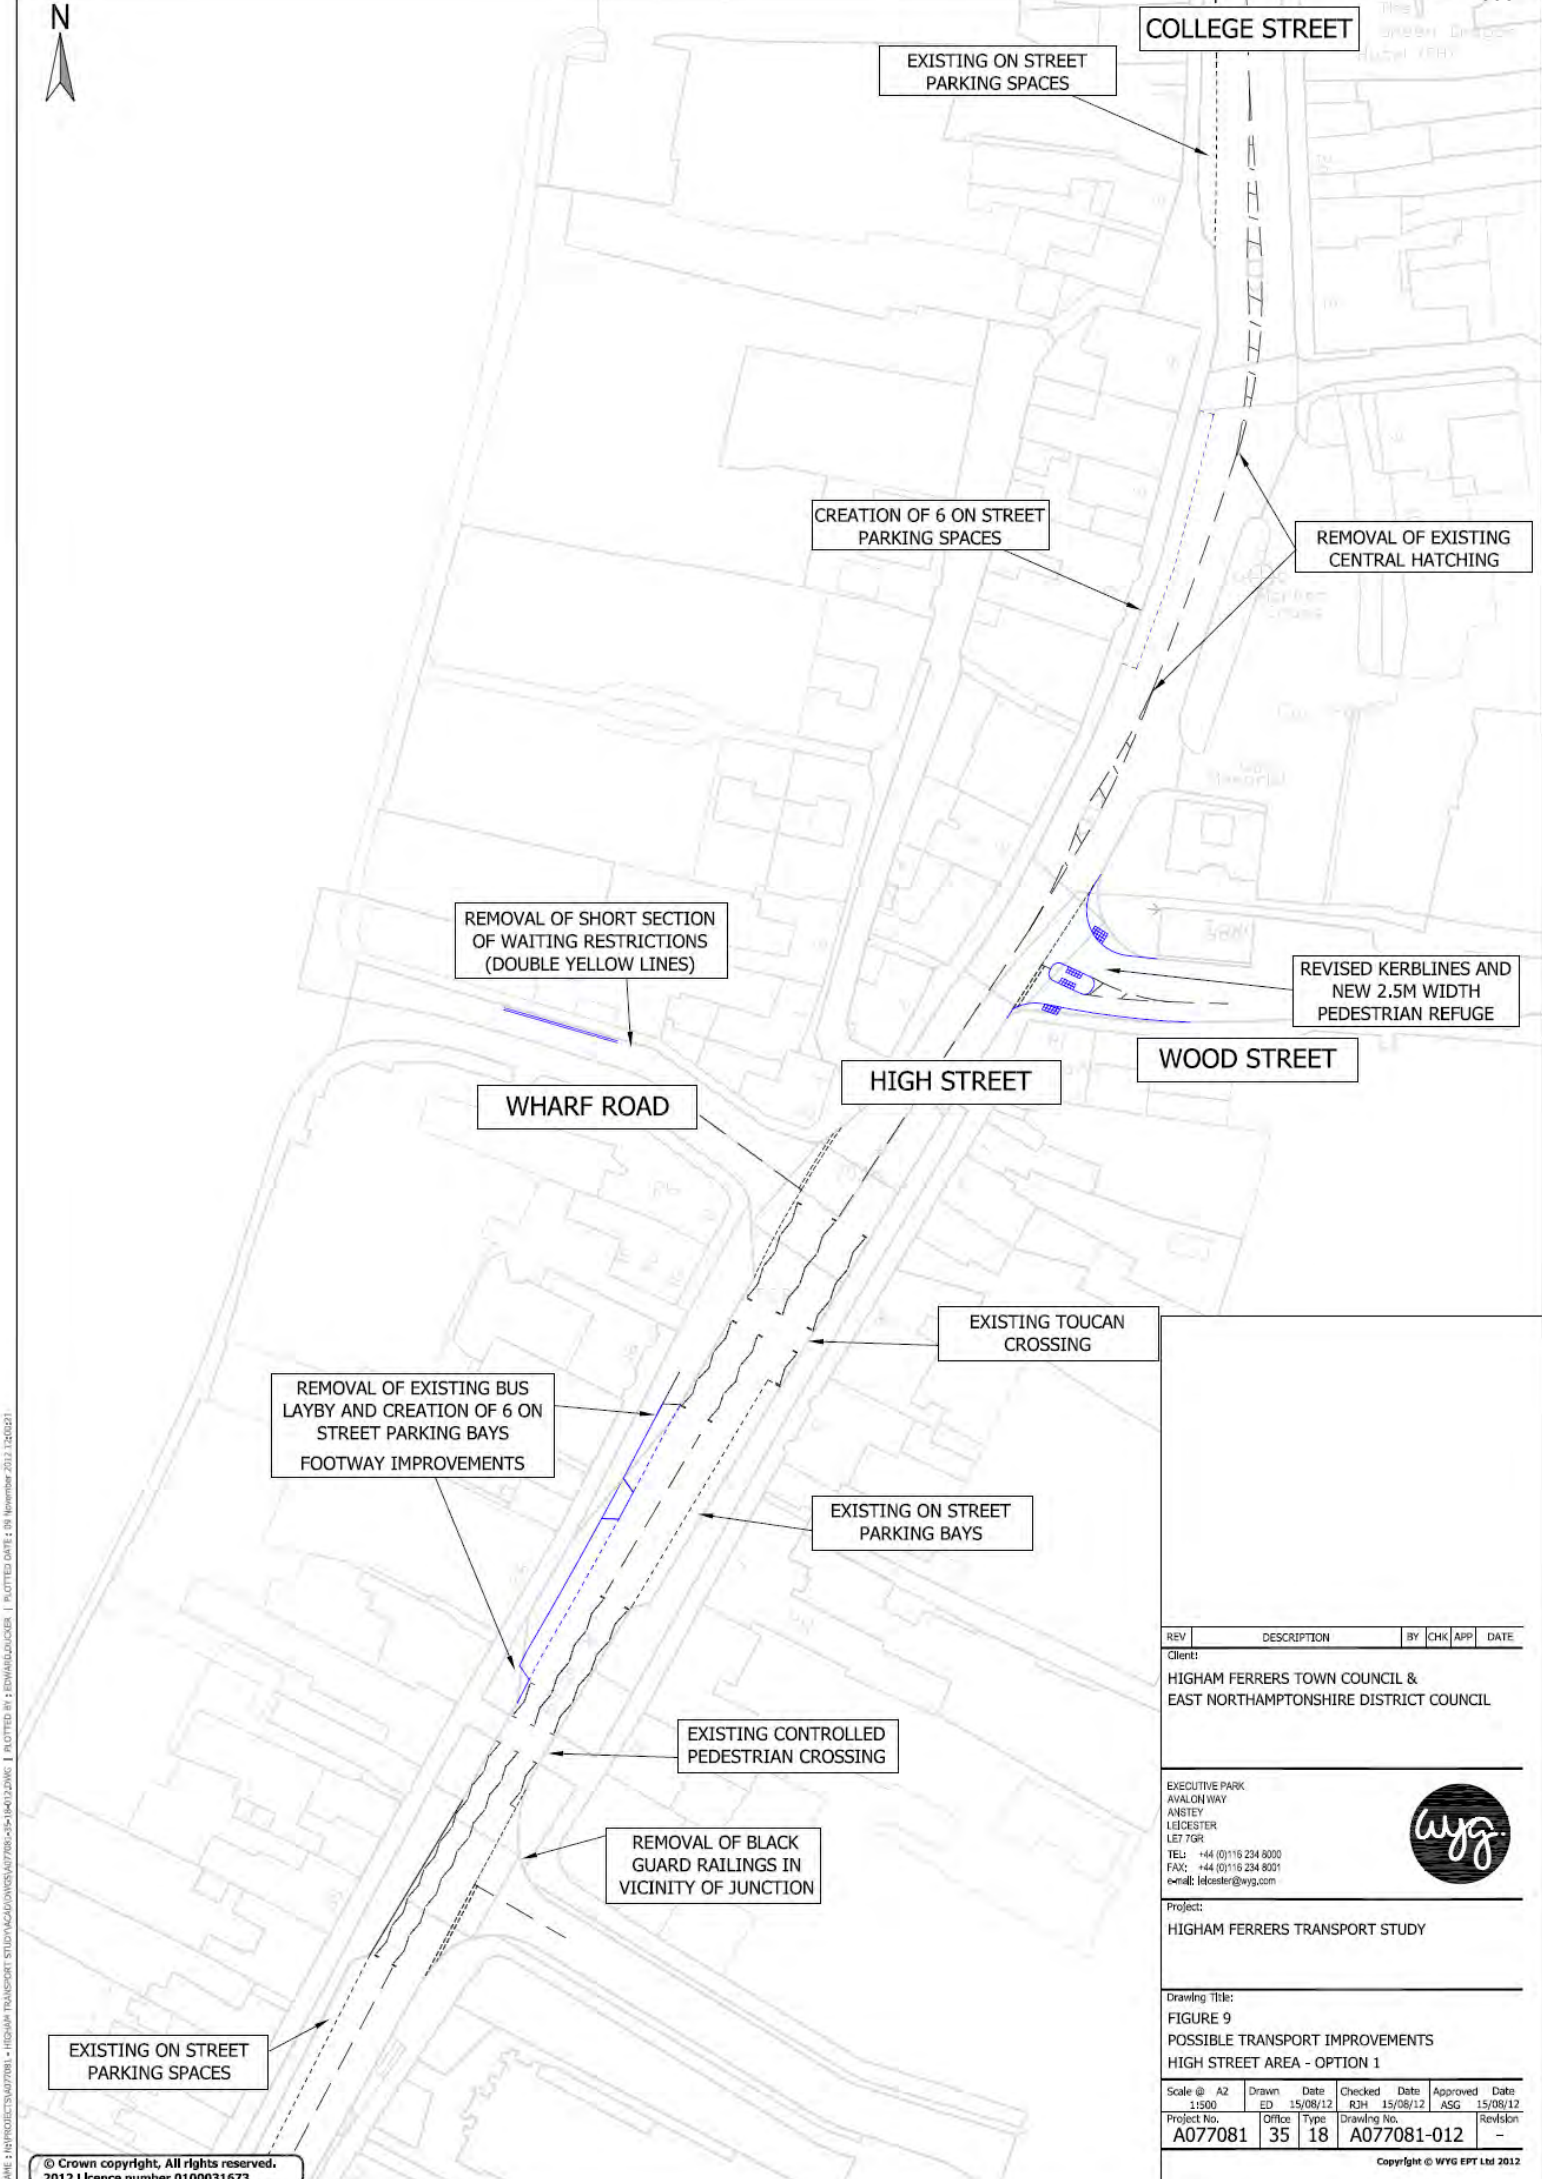 N
COLLEGE STREET
EXISTING ON STREET
PARKING SPACES
CREATION OF 6 ON STREET
PARKING SPACES
REMOVAL OF EXISTING
CENTRAL HATCHING
REMOVAL OF SHORT SECTION
OF WAITING RESTRICTIONS
(DOUBLE YELLOW LINES)
REVISED KERBLINES AND
NEW 2.5M WIDTH
PEDESTRIAN REFUGE
WOOD STREET
HIGH STREET
WHARF ROAD
EXISTING TOUCAN
CROSSING
REMOVAL OF EXISTING BUS
LAYBY AND CREATION OF 6 ON
STREET PARKING BAYS
FOOTWAY IMPROVEMENTS
EXISTING ON STREET
PARKING BAYS
EXISTING CONTROLLED
PEDESTRIAN CROSSING
REMOVAL OF BLACK
GUARD RAILINGS IN
VICINITY OF JUNCTION
EXISTING ON STREET
PARKING SPACES
REV DESCRIPTION BY CHK APP DATE
Client:
HIGHAM FERRERS TOWN COUNCIL &
EAST NORTHAMPTONSHIRE DISTRICT COUNCIL
EXECUTIVE PARK
AVALON WAY
ANSTEY
LEICESTER
LE7 7GR
TEL: +44 (0)116 234 8000
FAX: +44 (0)116 234 8001
e-mail: leicester@wyg.com
wyg.
Project:
HIGHAM FERRERS TRANSPORT STUDY
Drawing Title:
FIGURE 9
POSSIBLE TRANSPORT IMPROVEMENTS
HIGH STREET AREA - OPTION 1
Scale @ A2 Drawn Date Checked Date Approved Date
1:500 ED 15/08/12 RJH 15/08/12 ASG 15/08/12
Project No. Office Type Drawing No. Revision
A077081 35 18 A077081-012 -
Copyright © WYG EPT Ltd 2012
© Crown copyright, All rights reserved.
2012 Licence number 0100031673